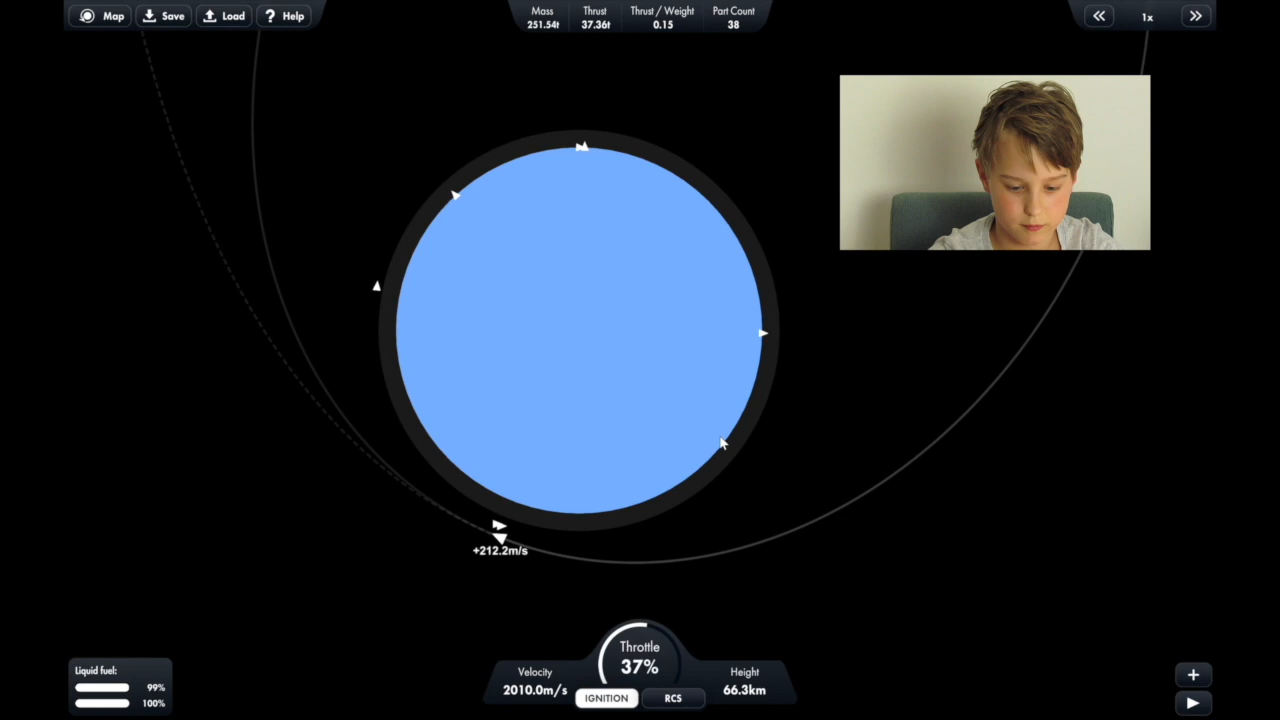 Map Save Load Help
Mass Thrust Thrust / Weight Part Count
251.54t 37.36t 0.15 38
1x
+212.2m/s
Liquid fuel:
99%
100%
Throttle
37%
Velocity Height
2010.0m/s 66.3km
IGNITION RCS